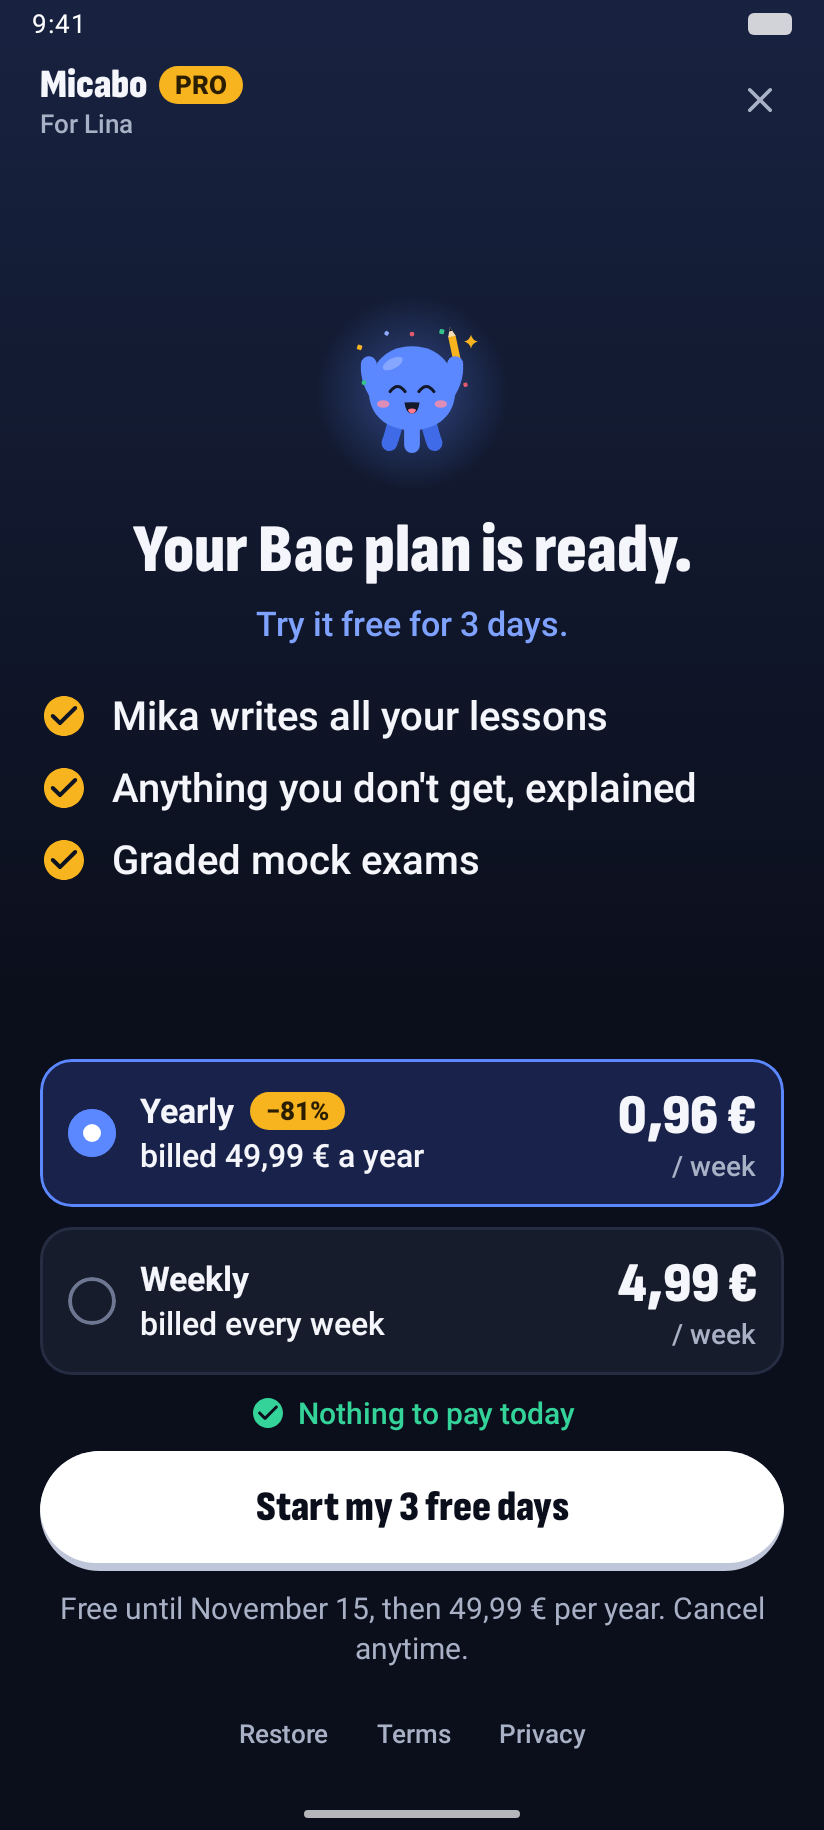 9:41
Micabo PRO
For Lina
Your Bac plan is ready.
Try it free for 3 days.
Mika writes all your lessons
Anything you don't get, explained
Graded mock exams
Yearly −81%
billed 49,99 € a year
0,96 €
/ week
Weekly
billed every week
4,99 €
/ week
Nothing to pay today
Start my 3 free days
Free until November 15, then 49,99 € per year. Cancel
anytime.
Restore Terms Privacy